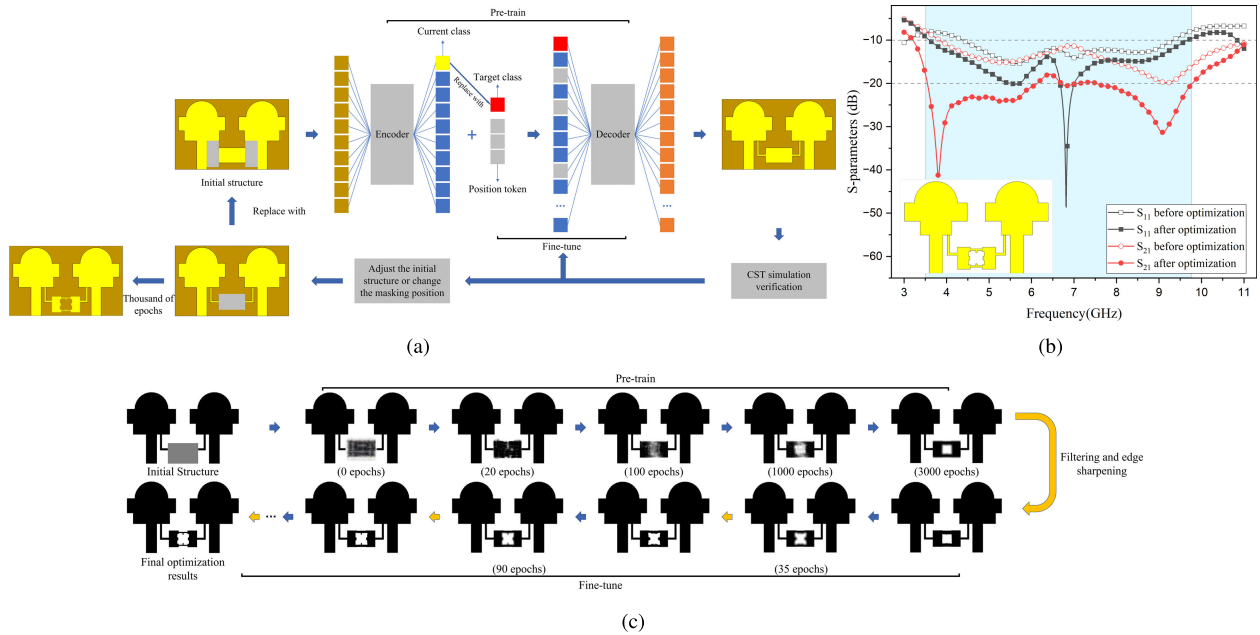 Pre-train
Current class
Target class
Replace with
Encoder
+
Decoder
Initial structure
Position token
Replace with
...
...
Fine-tune
Thousand of
epochs
Adjust the initial
structure or change
the masking position
CST simulation
verification
(a)
S-parameters (dB)
−10
−20
−30
−40
−50
−60
S11 before optimization
S11 after optimization
S21 before optimization
S21 after optimization
3 4 5 6 7 8 9 10 11
Frequency(GHz)
(b)
Pre-train
Initial Structure
(0 epochs)
(20 epochs)
(100 epochs)
(1000 epochs)
(3000 epochs)
Filtering and edge
sharpening
...
Final optimization
results
(90 epochs)
(35 epochs)
Fine-tune
(c)